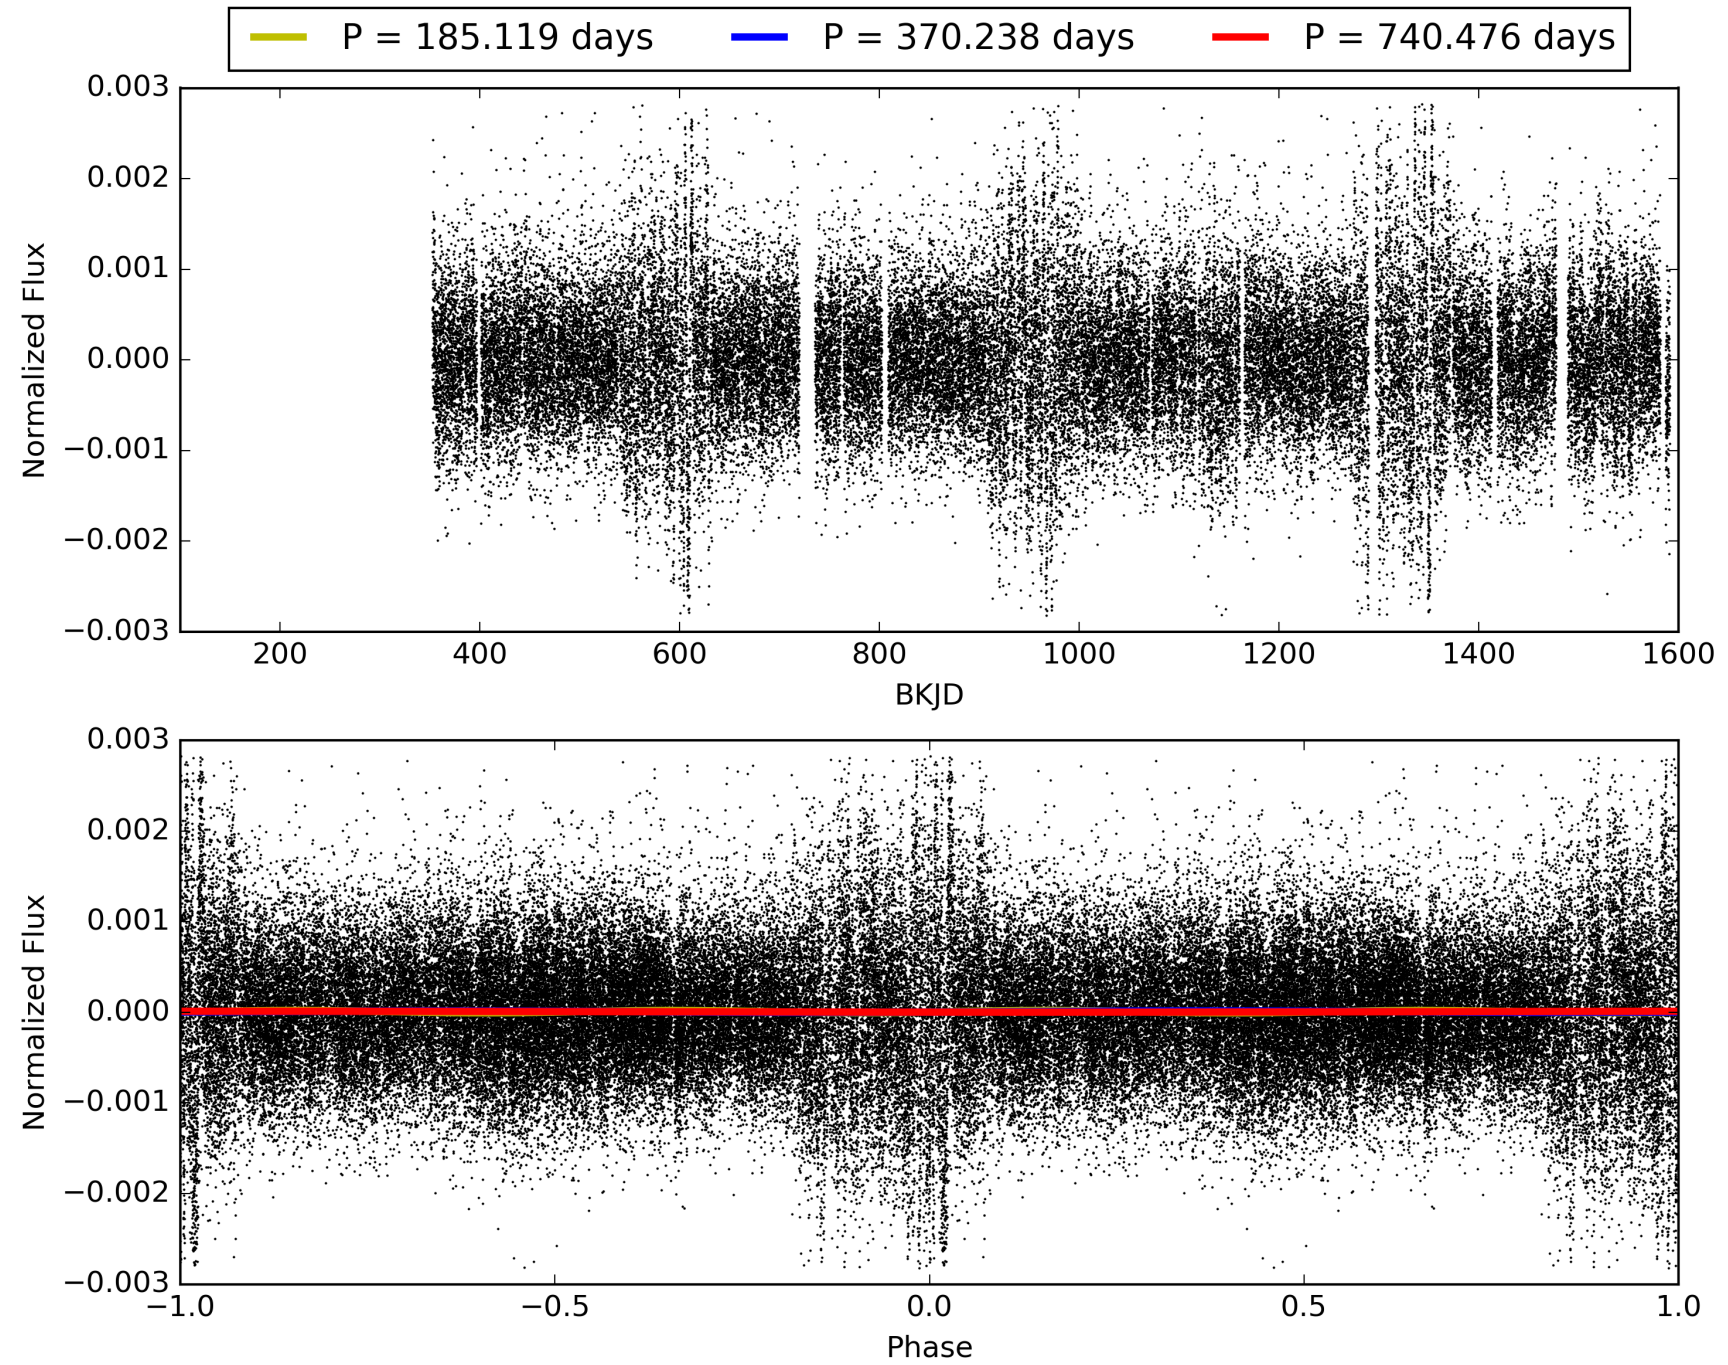 P = 185.119 days P = 370.238 days P = 740.476 days
0.003
0.002
0.001
0.000
−0.001
−0.002
−0.003
Normalized Flux
200 400 600 800 1000 1200 1400 1600
BKJD
0.003
0.002
0.001
0.000
−0.001
−0.002
−0.003
Normalized Flux
−1.0 −0.5 0.0 0.5 1.0
Phase